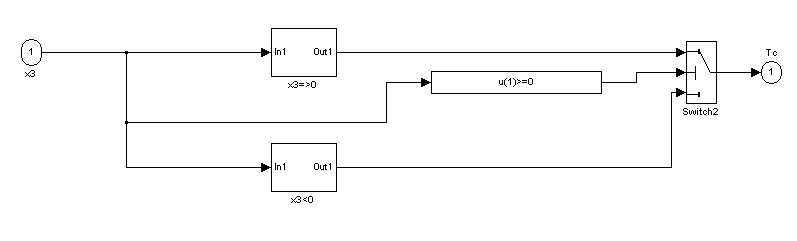 1
x3
In1 Out1
x3=>0
u(1)>=0
Switch2
Tc
1
In1 Out1
x3<0